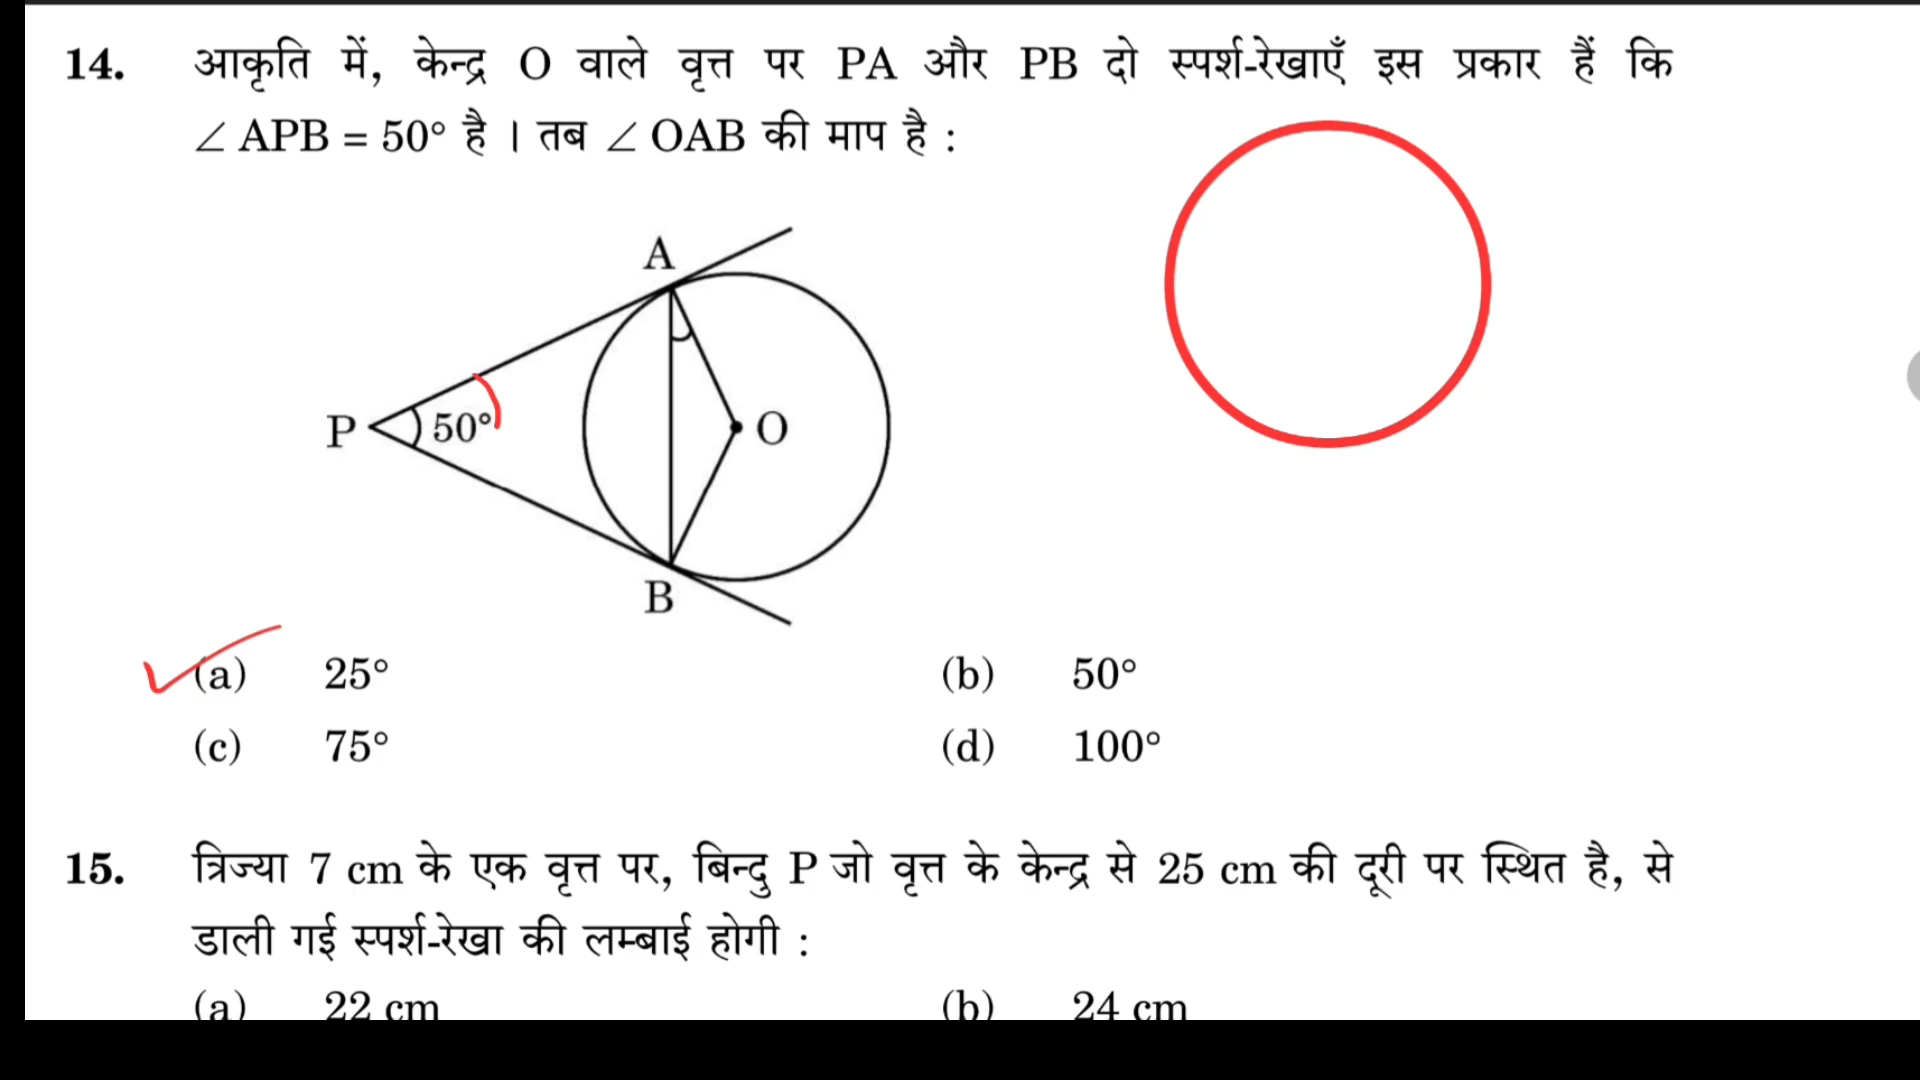 14. आकृति में, केन्द्र O वाले वृत्त पर PA और PB दो स्पर्श-रेखाएँ इस प्रकार हैं कि
∠ APB = 50° है । तब ∠ OAB की माप है :
A
P 50° O
B
(a) 25° (b) 50°
(c) 75° (d) 100°
15. त्रिज्या 7 cm के एक वृत्त पर, बिन्दु P जो वृत्त के केन्द्र से 25 cm की दूरी पर स्थित है, से
डाली गई स्पर्श-रेखा की लम्बाई होगी :
(a) 22 cm (b) 24 cm